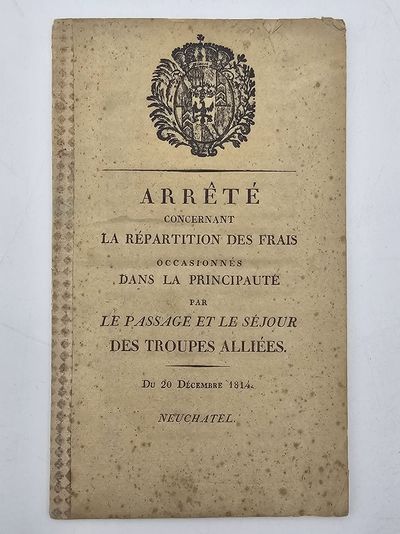 ARRÊTÉ
CONCERNANT
LA RÉPARTITION DES FRAIS
OCCASIONNÉS
DANS LA PRINCIPAUTÉ
PAR
LE PASSAGE ET LE SÉJOUR
DES TROUPES ALLIÉES.
DU 20 DÉCEMBRE 1814.
NEUCHATEL.